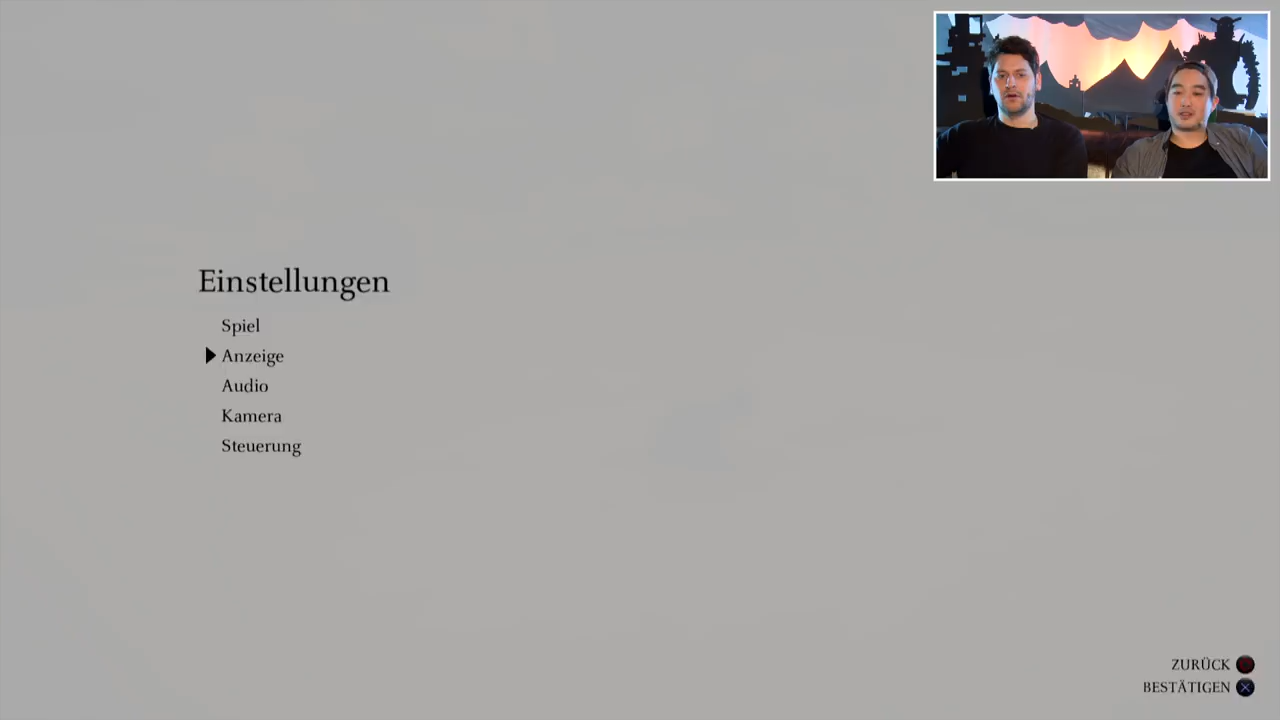 Einstellungen
Spiel
Anzeige
Audio
Kamera
Steuerung
ZURÜCK
BESTÄTIGEN